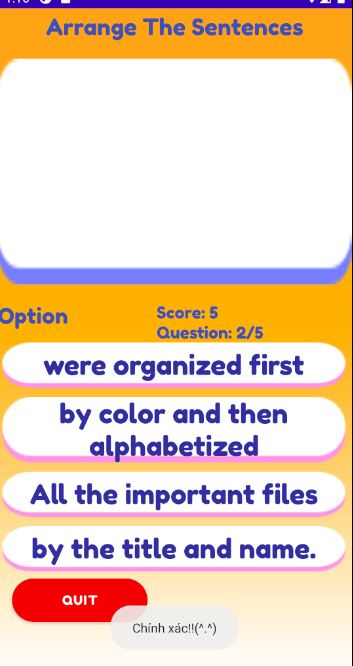 Arrange The Sentences
Option
Score: 5
Question: 2/5
were organized first
by color and then
alphabetized
All the important files
by the title and name.
QUIT
Chính xác!!(^.^)